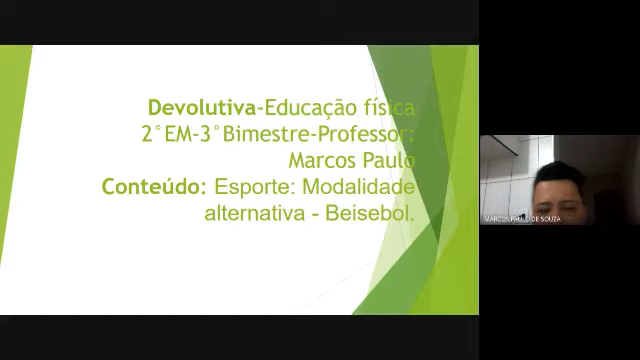 Devolutiva-Educação física
2°EM-3°Bimestre-Professor:
Marcos Paulo
Conteúdo: Esporte: Modalidade
alternativa - Beisebol.
MARCOS PAULO DE SOUZA